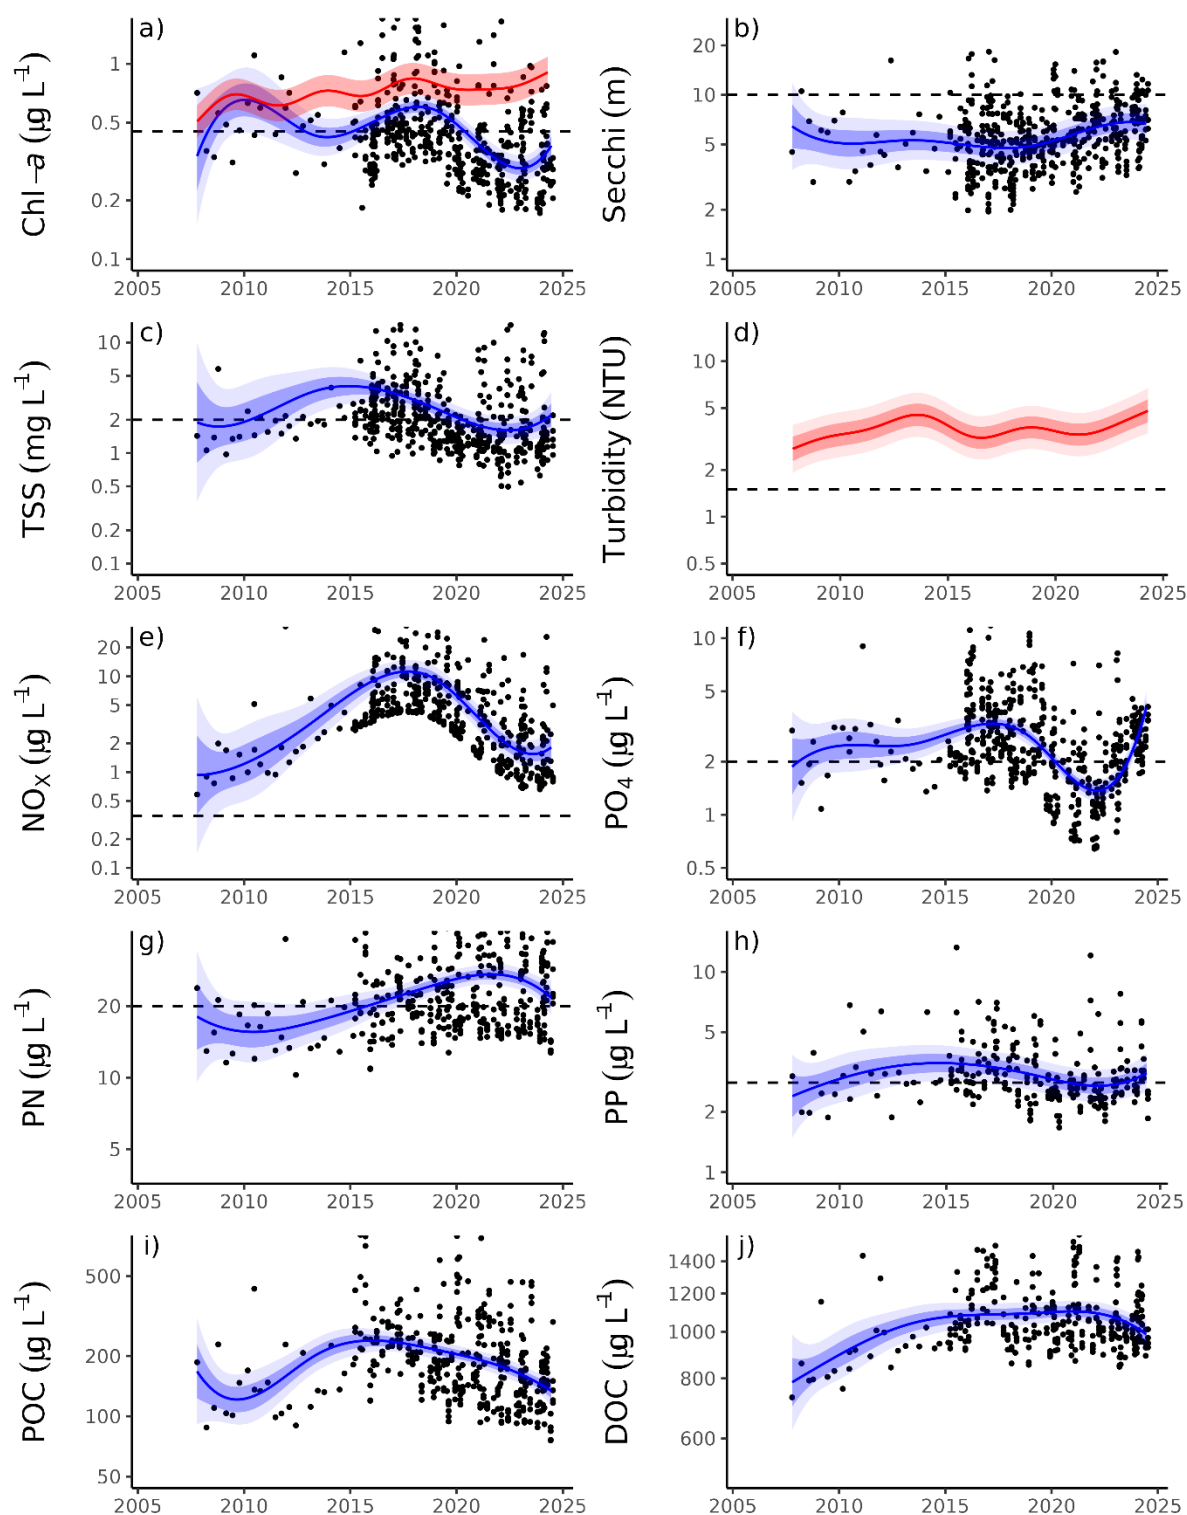 a)
Chl−a (µg L⁻¹)
1
0.5
0.2
0.1
2005 2010 2015 2020 2025
b)
Secchi (m)
20
10
5
2
1
2005 2010 2015 2020 2025
c)
TSS (mg L⁻¹)
10
5
2
1
0.5
0.2
0.1
2005 2010 2015 2020 2025
d)
Turbidity (NTU)
10
5
2
1
0.5
2005 2010 2015 2020 2025
e)
NOₓ (µg L⁻¹)
20
10
5
2
1
0.5
0.2
0.1
2005 2010 2015 2020 2025
f)
PO₄ (µg L⁻¹)
10
5
2
1
0.5
2005 2010 2015 2020 2025
g)
PN (µg L⁻¹)
20
10
5
2005 2010 2015 2020 2025
h)
PP (µg L⁻¹)
10
5
2
1
2005 2010 2015 2020 2025
i)
POC (µg L⁻¹)
500
200
100
50
2005 2010 2015 2020 2025
j)
DOC (µg L⁻¹)
1400
1200
1000
800
600
2005 2010 2015 2020 2025